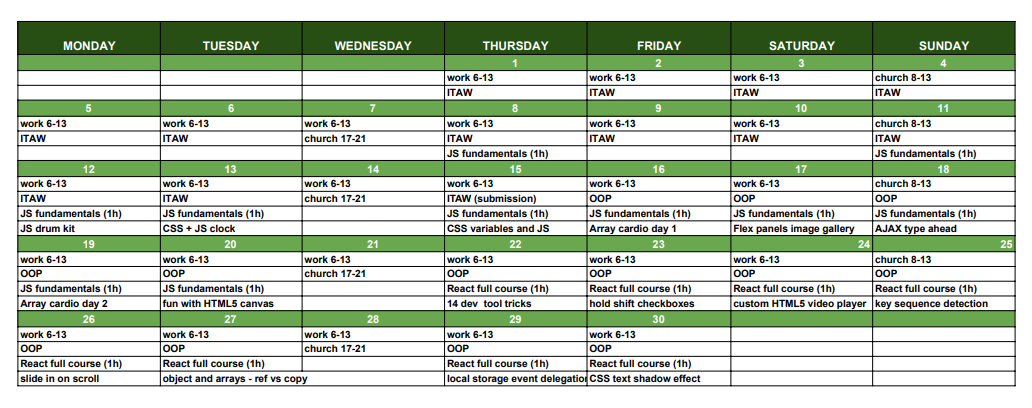 MONDAY TUESDAY WEDNESDAY THURSDAY FRIDAY SATURDAY SUNDAY
1 2 3 4
work 6-13 work 6-13 work 6-13 church 8-13
ITAW ITAW ITAW ITAW
5 6 7 8 9 10 11
work 6-13 work 6-13 work 6-13 work 6-13 work 6-13 work 6-13 church 8-13
ITAW ITAW church 17-21 ITAW ITAW ITAW ITAW
JS fundamentals (1h) JS fundamentals (1h)
12 13 14 15 16 17 18
work 6-13 work 6-13 work 6-13 work 6-13 work 6-13 work 6-13 church 8-13
ITAW ITAW church 17-21 ITAW (submission) OOP OOP OOP
JS fundamentals (1h) JS fundamentals (1h) JS fundamentals (1h) JS fundamentals (1h) JS fundamentals (1h) JS fundamentals (1h)
JS drum kit CSS + JS clock CSS variables and JS Array cardio day 1 Flex panels image gallery AJAX type ahead
19 20 21 22 23 24 25
work 6-13 work 6-13 work 6-13 work 6-13 work 6-13 work 6-13 church 8-13
OOP OOP church 17-21 OOP OOP OOP OOP
JS fundamentals (1h) JS fundamentals (1h) React full course (1h) React full course (1h) React full course (1h) React full course (1h)
Array cardio day 2 fun with HTML5 canvas 14 dev tool tricks hold shift checkboxes custom HTML5 video player key sequence detection
26 27 28 29 30
work 6-13 work 6-13 work 6-13 work 6-13 work 6-13
OOP OOP church 17-21 OOP OOP
React full course (1h) React full course (1h) React full course (1h) React full course (1h)
slide in on scroll object and arrays - ref vs copy local storage event delegation CSS text shadow effect